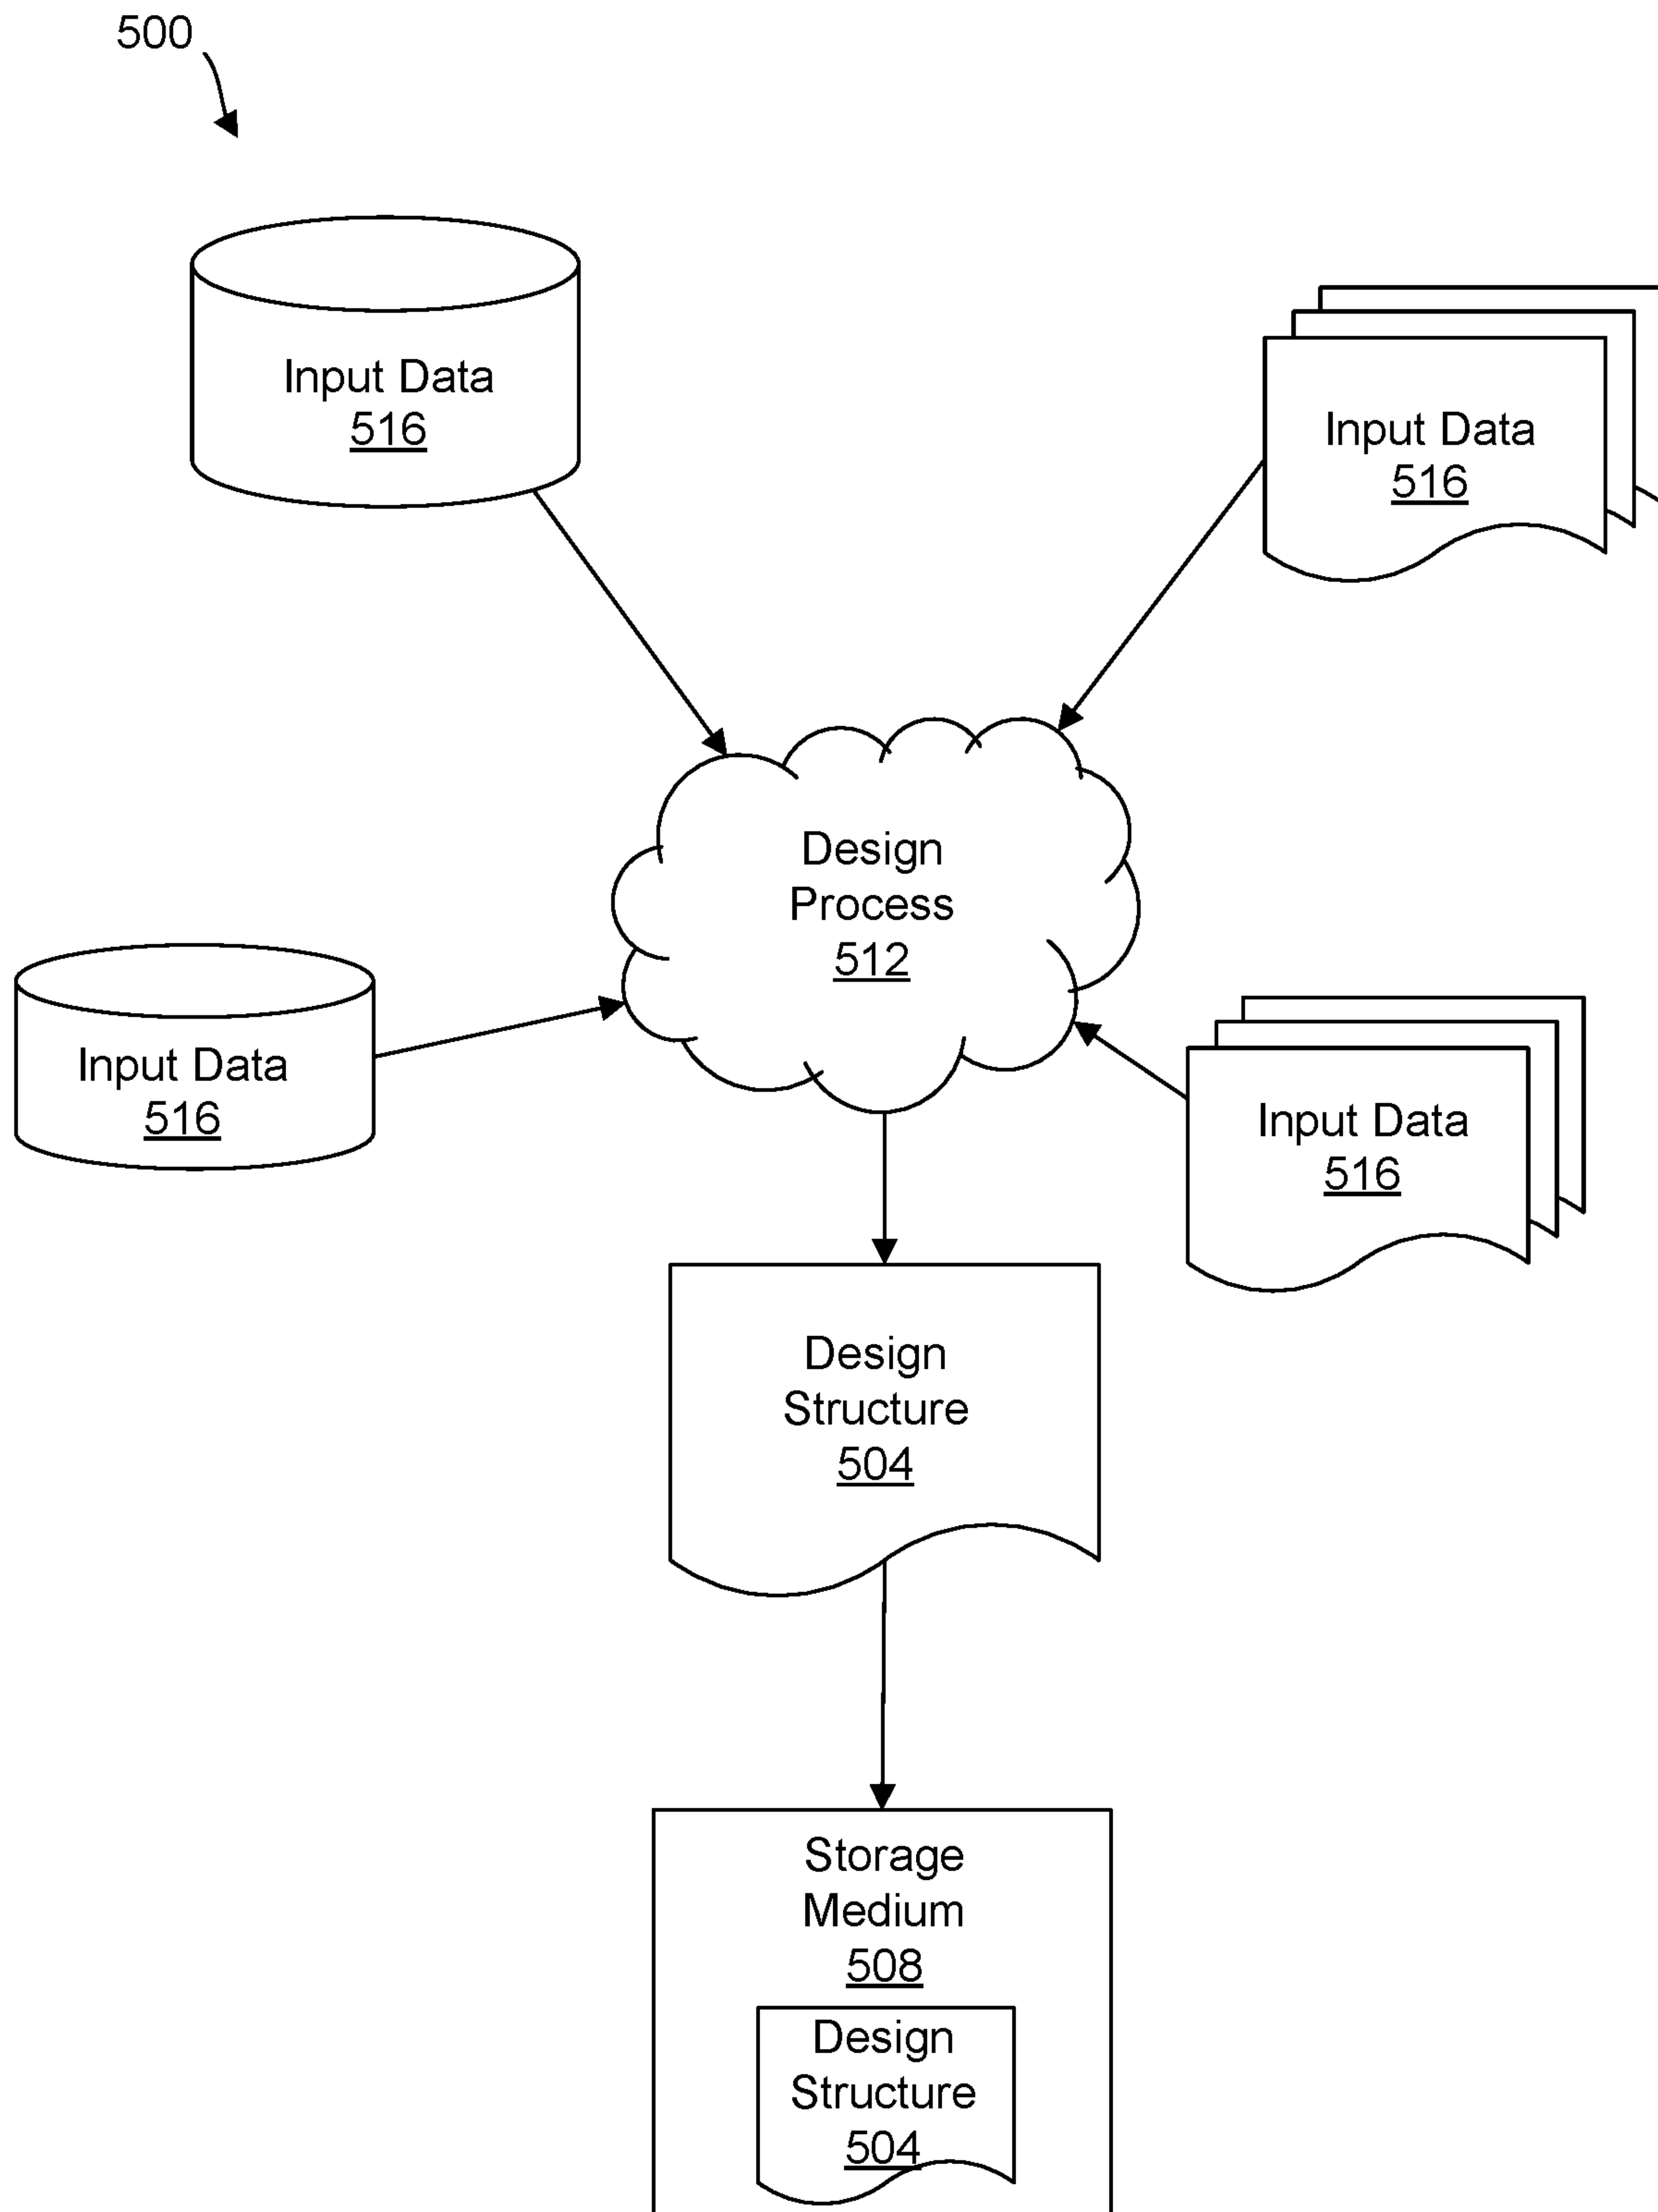 500
Input Data
516
Input Data
516
Design
Process
512
Input Data
516
Input Data
516
Design
Structure
504
Storage
Medium
508
Design
Structure
504